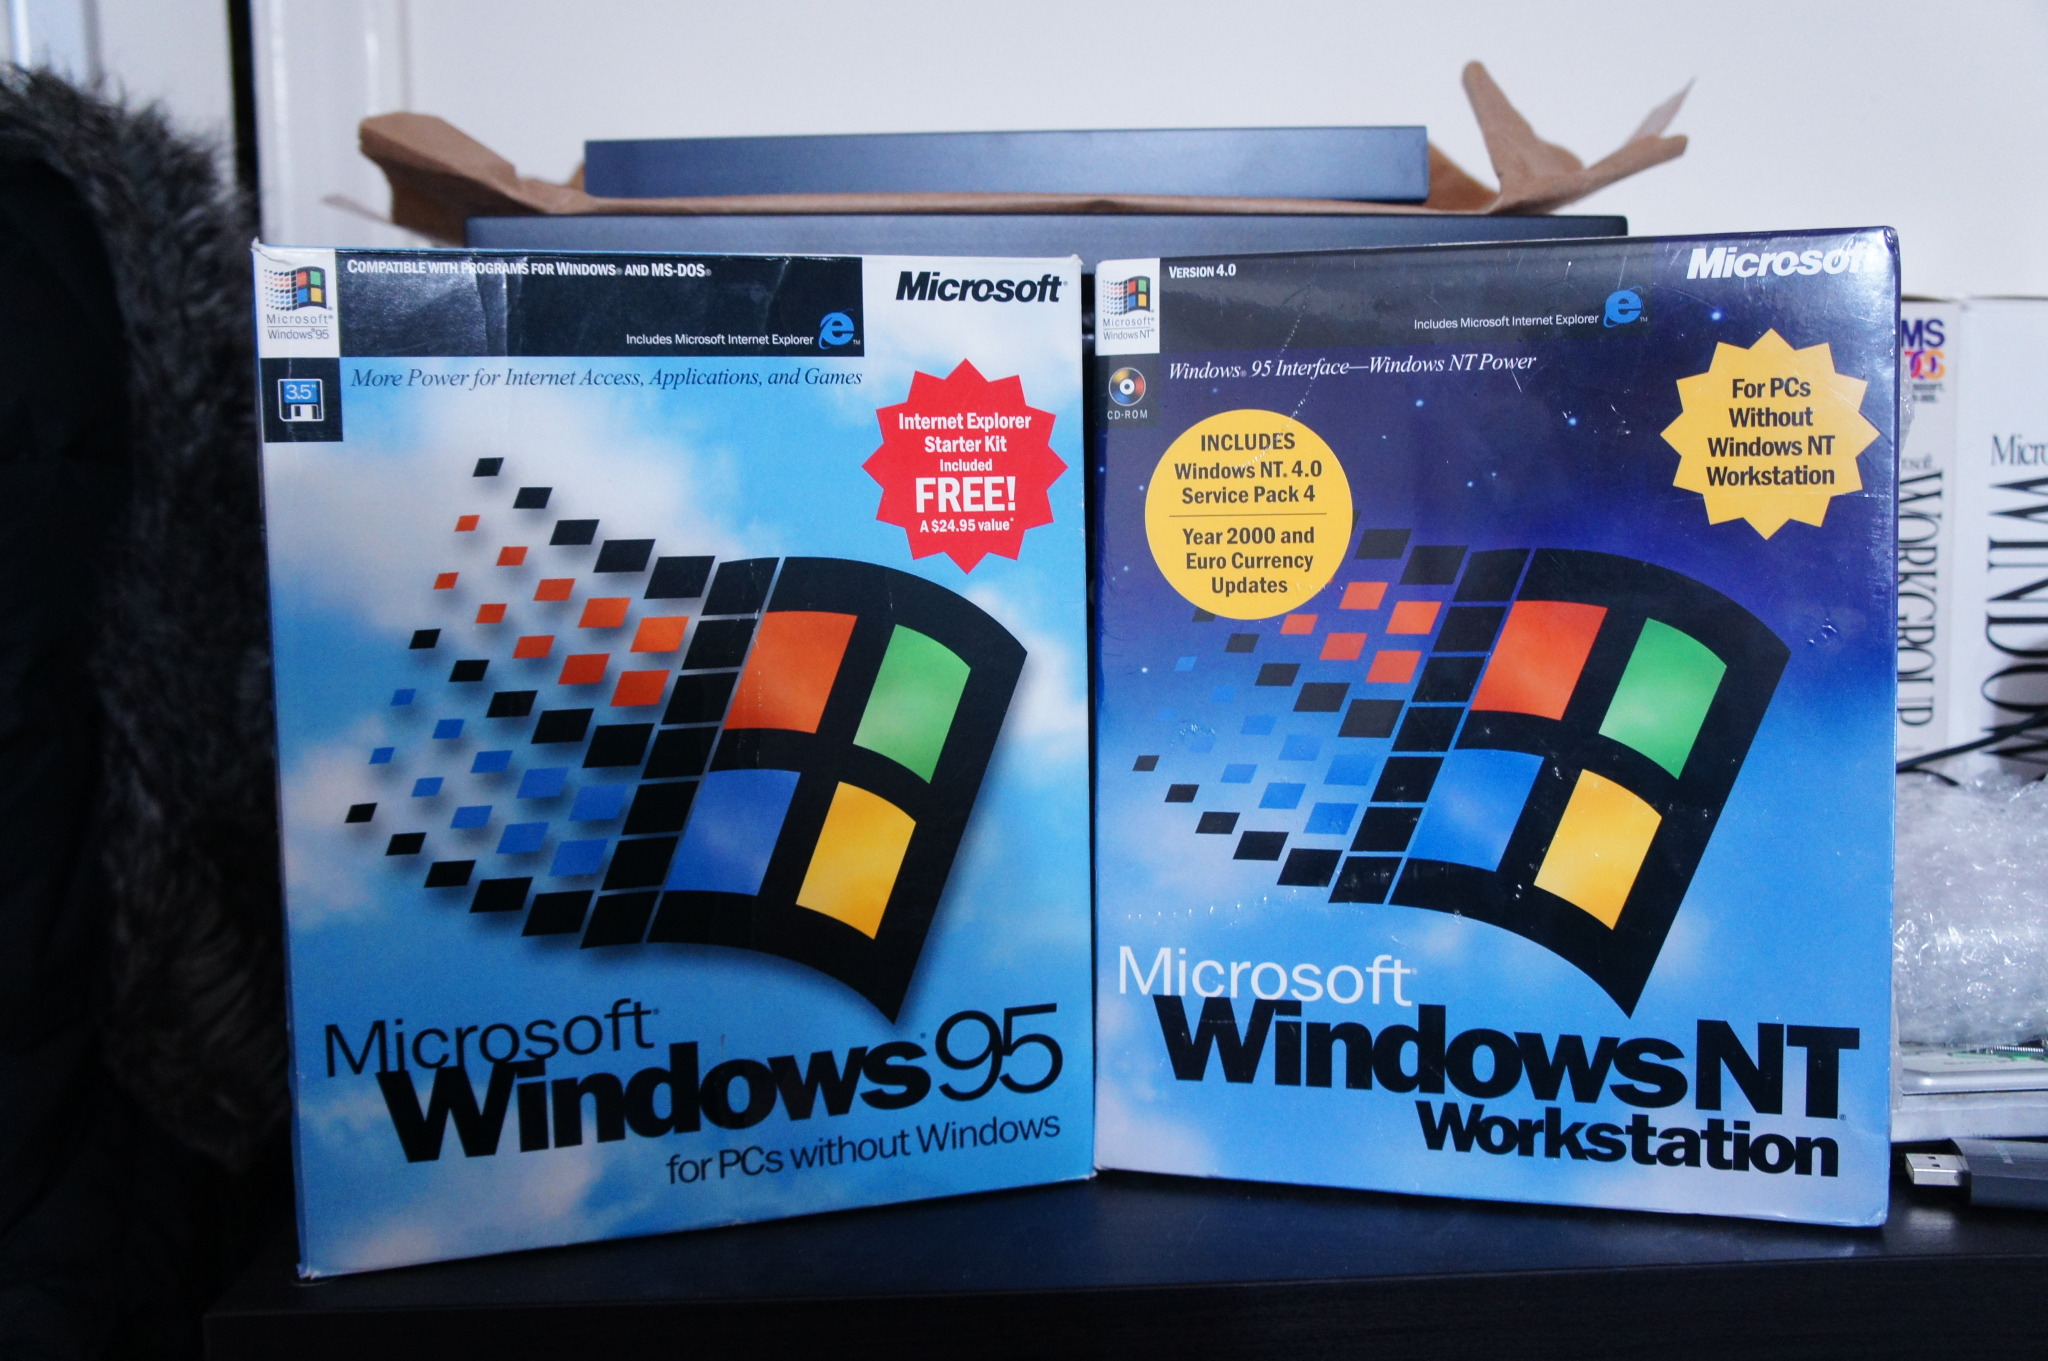 Microsoft®
Windows®95
COMPATIBLE WITH PROGRAMS FOR WINDOWS® AND MS-DOS®
Includes Microsoft Internet Explorer
TM
Microsoft®
3.5"
More Power for Internet Access, Applications, and Games
Internet Explorer
Starter Kit
Included
FREE!
A $24.95 value*
Microsoft®
Windows®95
for PCs without Windows
Microsoft®
Windows NT®
VERSION 4.0
Includes Microsoft Internet Explorer
TM
Microsof
CD-ROM
Windows® 95 Interface—Windows NT Power
INCLUDES
Windows NT® 4.0
Service Pack 4
Year 2000 and
Euro Currency
Updates
For PCs
Without
Windows NT
Workstation
Microsoft®
Windows NT®
Workstation
MS
WORKGROUP
Micro
WINDOW